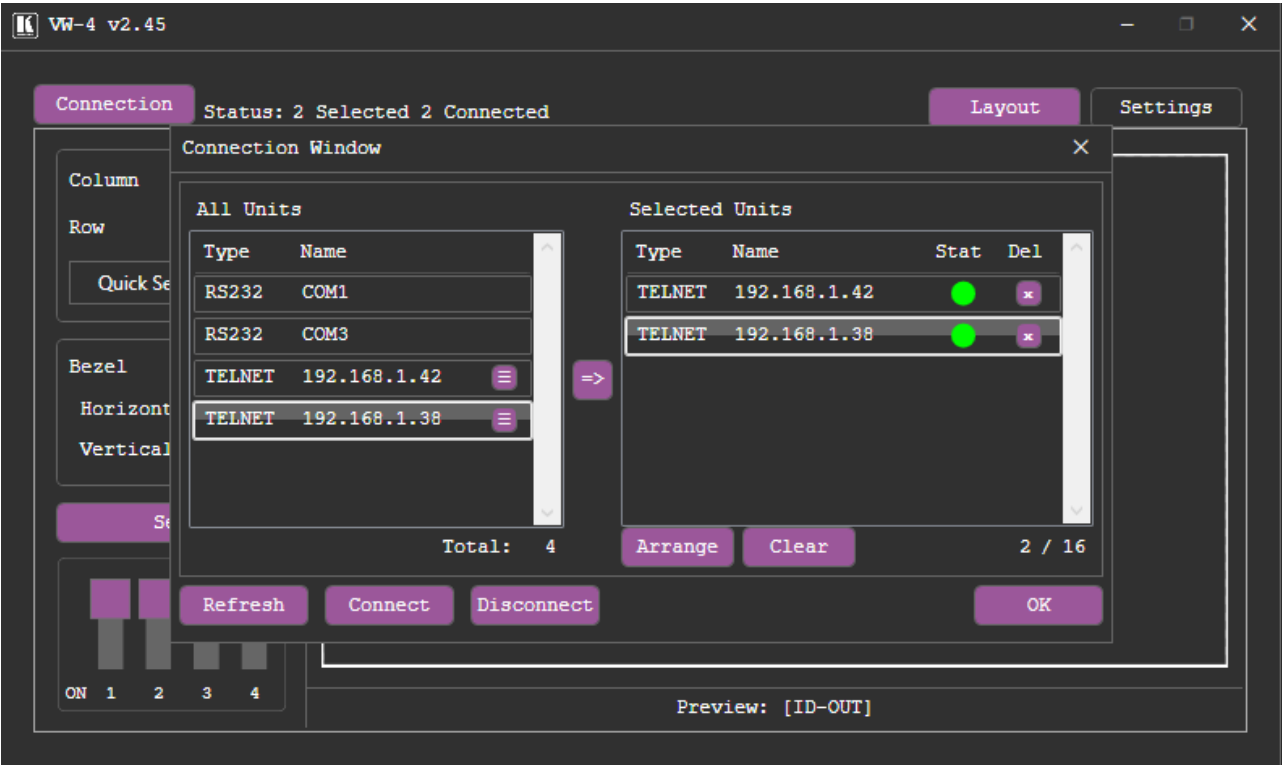 VW-4 v2.45
Connection
Status: 2 Selected 2 Connected
Layout
Settings
Connection Window
Column
Row
Quick Se
Bezel
Horizont
Vertical
Se
ON 1 2 3 4
All Units
Type Name
RS232 COM1
RS232 COM3
TELNET 192.168.1.42
TELNET 192.168.1.38
Total: 4
=>
Selected Units
Type Name Stat Del
TELNET 192.168.1.42 x
TELNET 192.168.1.38 x
Arrange
Clear
2 / 16
Refresh
Connect
Disconnect
OK
Preview: [ID-OUT]